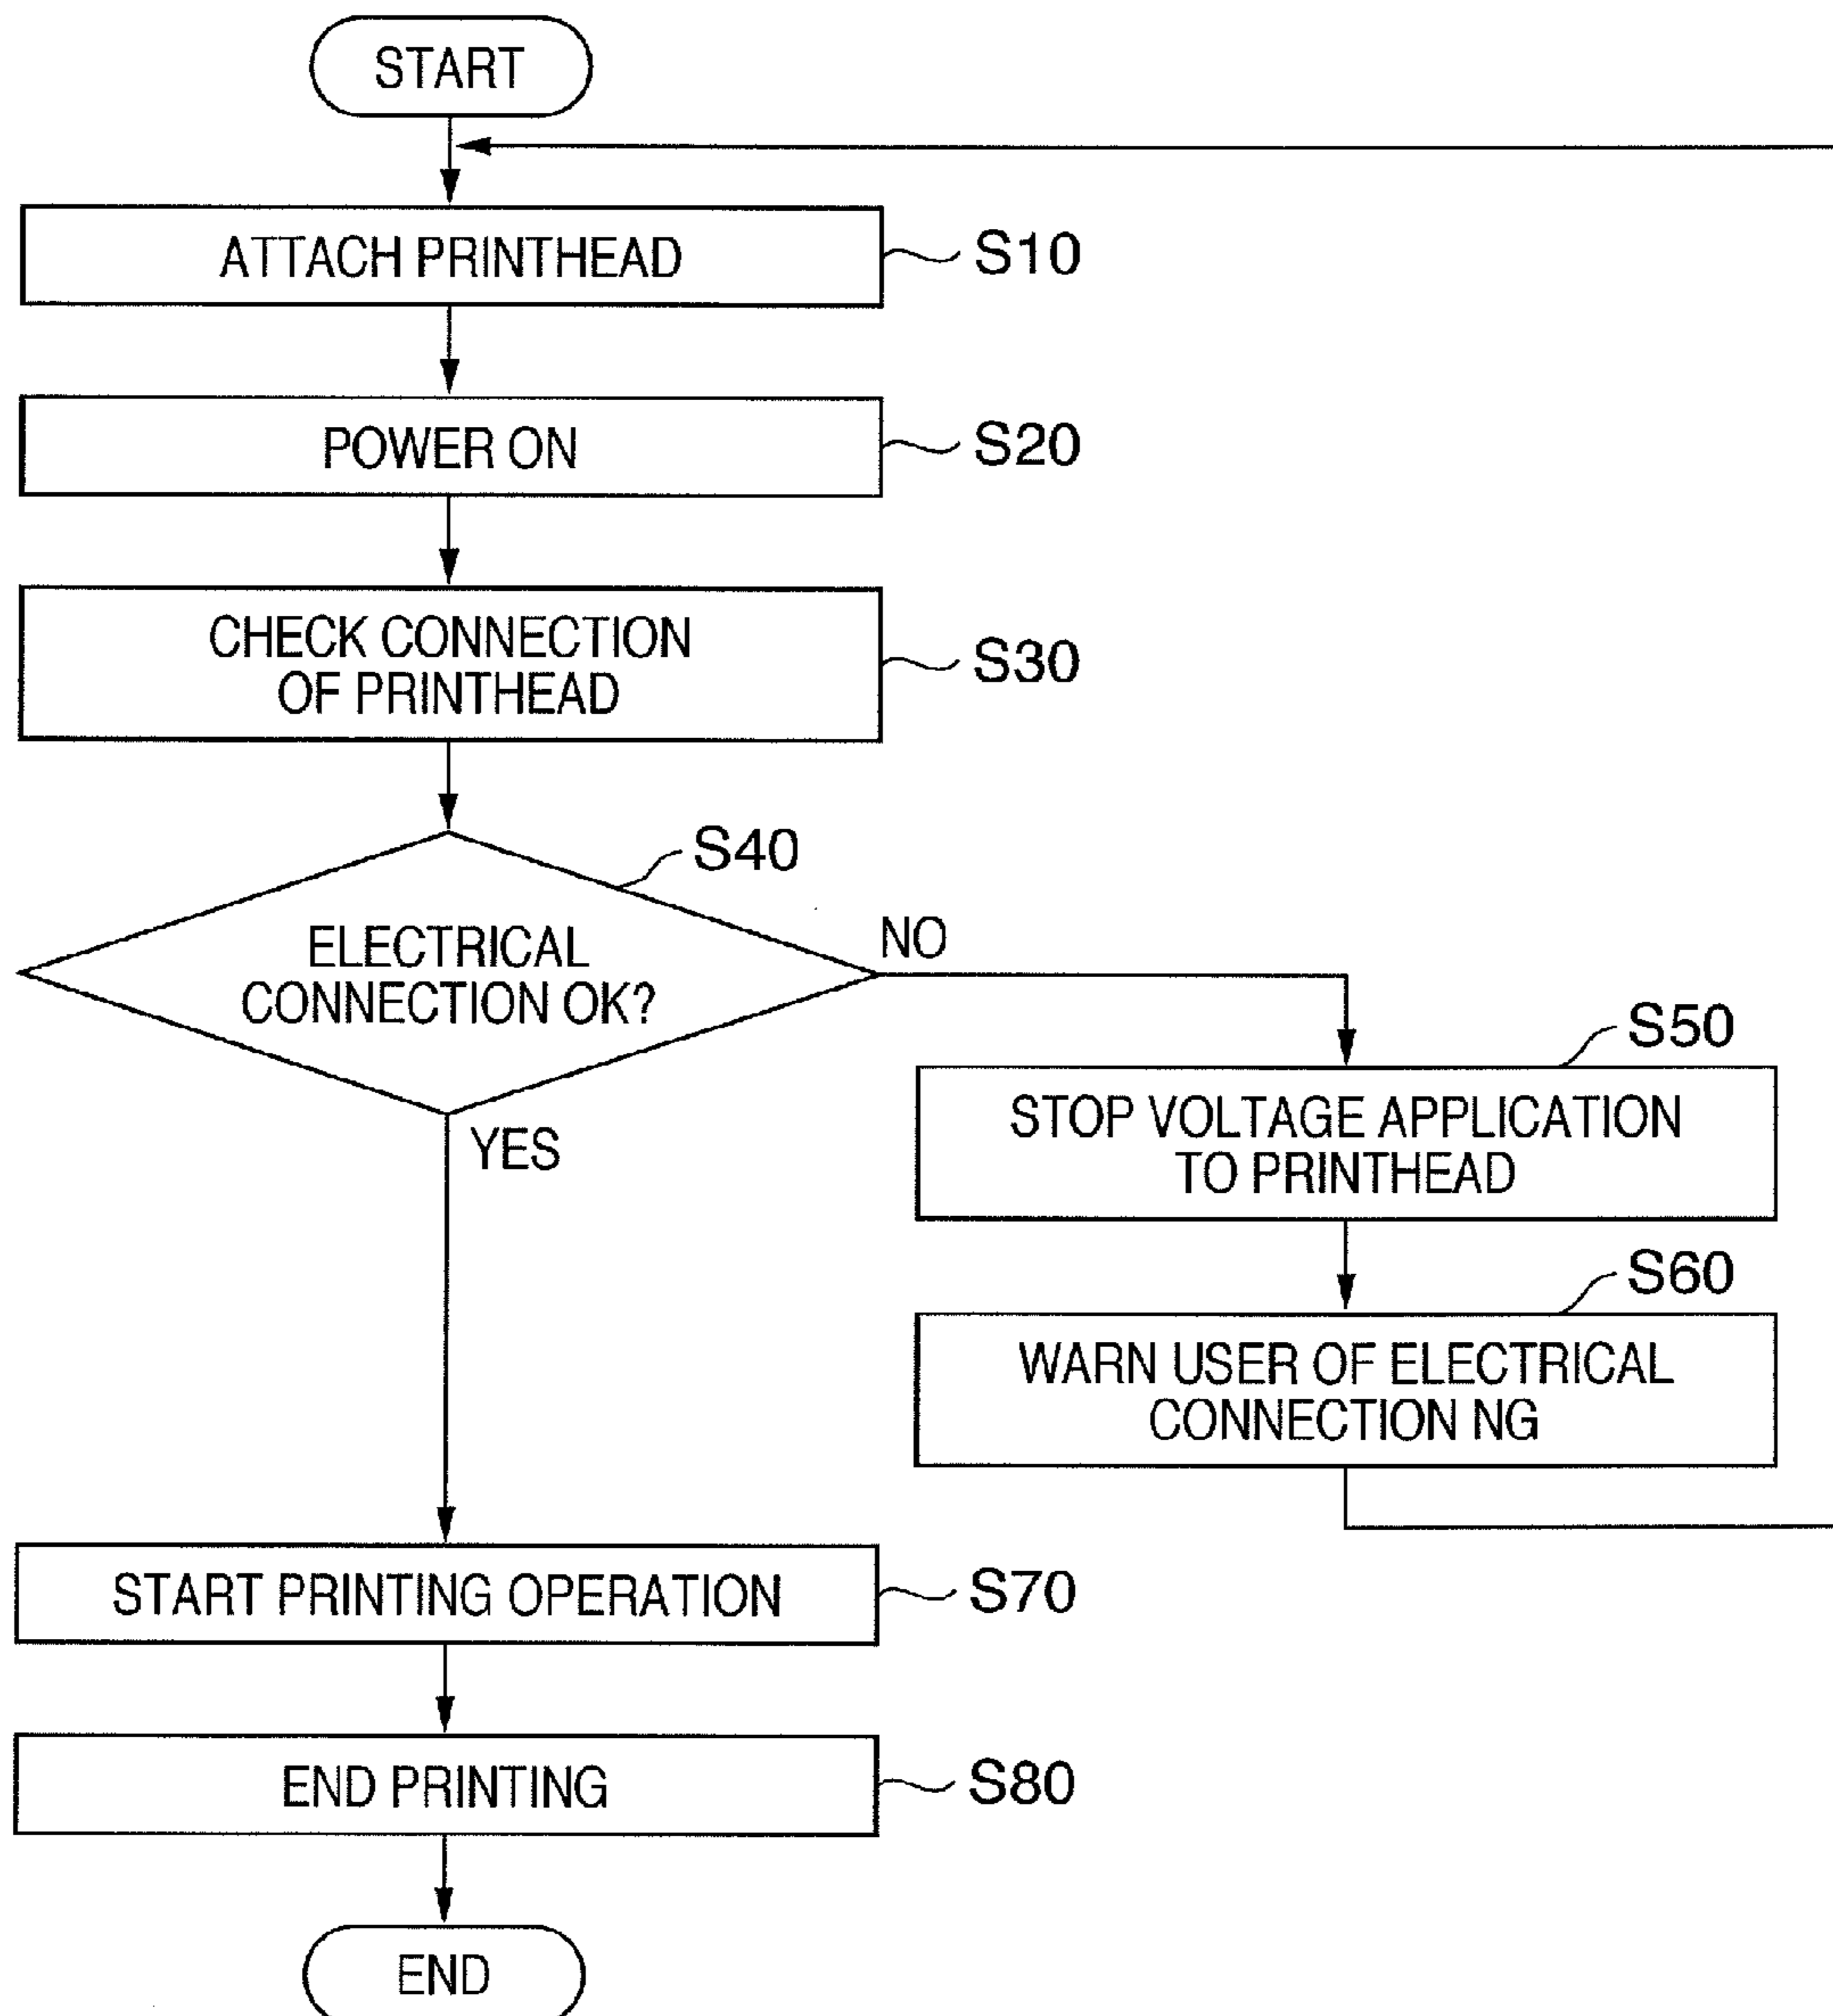 START
ATTACH PRINTHEAD
S10
POWER ON
S20
CHECK CONNECTION
OF PRINTHEAD
S30
S40
ELECTRICAL
CONNECTION OK?
NO
YES
S50
STOP VOLTAGE APPLICATION
TO PRINTHEAD
S60
WARN USER OF ELECTRICAL
CONNECTION NG
START PRINTING OPERATION
S70
END PRINTING
S80
END